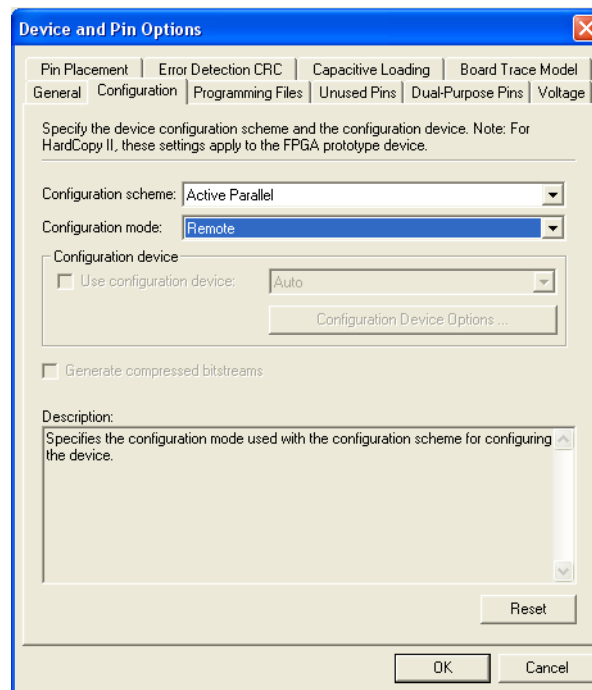 Device and Pin Options
Pin Placement Error Detection CRC Capacitive Loading Board Trace Model
General Configuration Programming Files Unused Pins Dual-Purpose Pins Voltage
Specify the device configuration scheme and the configuration device. Note: For
HardCopy II, these settings apply to the FPGA prototype device.
Configuration scheme: Active Parallel
Configuration mode: Remote
Configuration device
Use configuration device: Auto
Configuration Device Options ...
Generate compressed bitstreams
Description:
Specifies the configuration mode used with the configuration scheme for configuring
the device.
Reset
OK Cancel